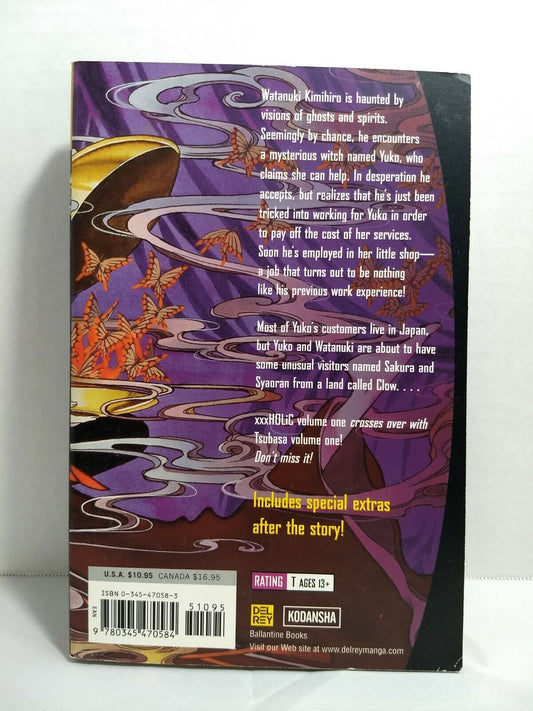 Watanuki Kimihiro is haunted by
visions of ghosts and spirits.
Seemingly by chance, he encounters
a mysterious witch named Yuko, who
claims she can help. In desperation he
accepts, but realizes that he's just been
tricked into working for Yuko in order
to pay off the cost of her services.
Soon he's employed in her little shop—
a job that turns out to be nothing
like his previous work experience!
Most of Yuko's customers live in Japan,
but Yuko and Watanuki are about to have
some unusual visitors named Sakura and
Syaoran from a land called Clow. . . .
xxxHOLiC volume one crosses over with
Tsubasa volume one!
Don't miss it!
Includes special extras
after the story!
U.S.A. $10.95 CANADA $16.95
ISBN 0-345-47058-3
51095
EAN
9 780345 470584
RATING T AGES 13+
DEL REY KODANSHA
Ballantine Books
Visit our Web site at www.delreymanga.com